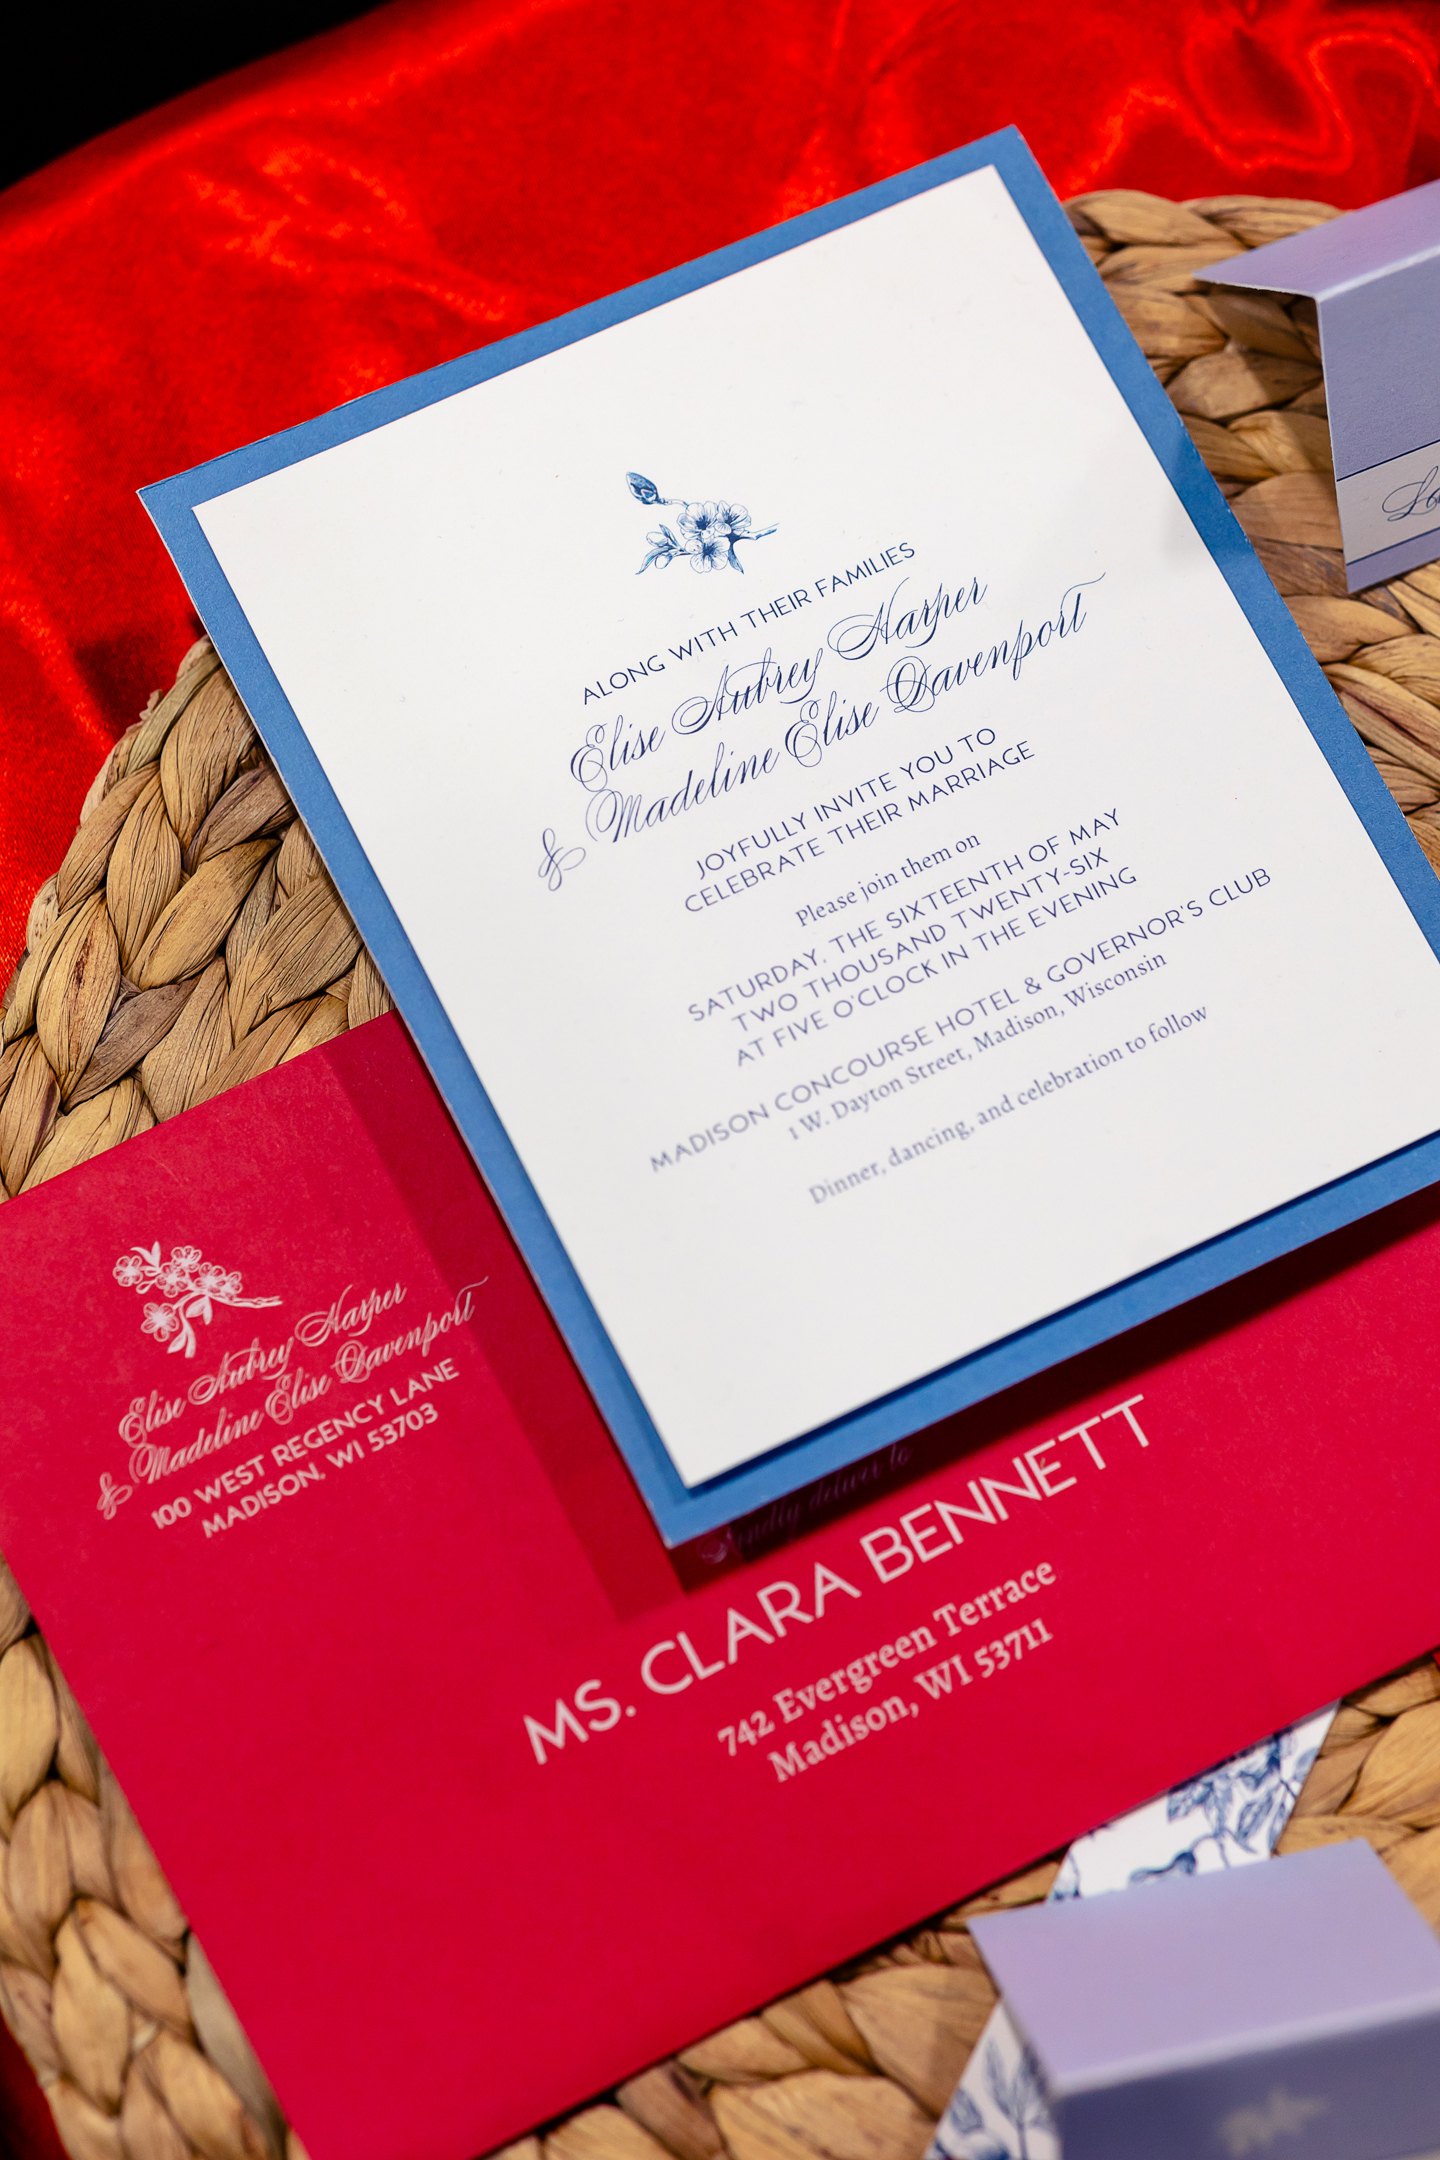 ALONG WITH THEIR FAMILIES
Elise Aubrey Harper
& Madeline Elise Davenport
JOYFULLY INVITE YOU TO
CELEBRATE THEIR MARRIAGE
Please join them on
SATURDAY, THE SIXTEENTH OF MAY
TWO THOUSAND TWENTY-SIX
AT FIVE O'CLOCK IN THE EVENING
MADISON CONCOURSE HOTEL & GOVERNOR'S CLUB
1 W. Dayton Street, Madison, Wisconsin
Dinner, dancing, and celebration to follow
Elise Aubrey Harper
& Madeline Elise Davenport
100 WEST REGENCY LANE
MADISON, WI 53703
Kindly deliver to
MS. CLARA BENNETT
742 Evergreen Terrace
Madison, WI 53711